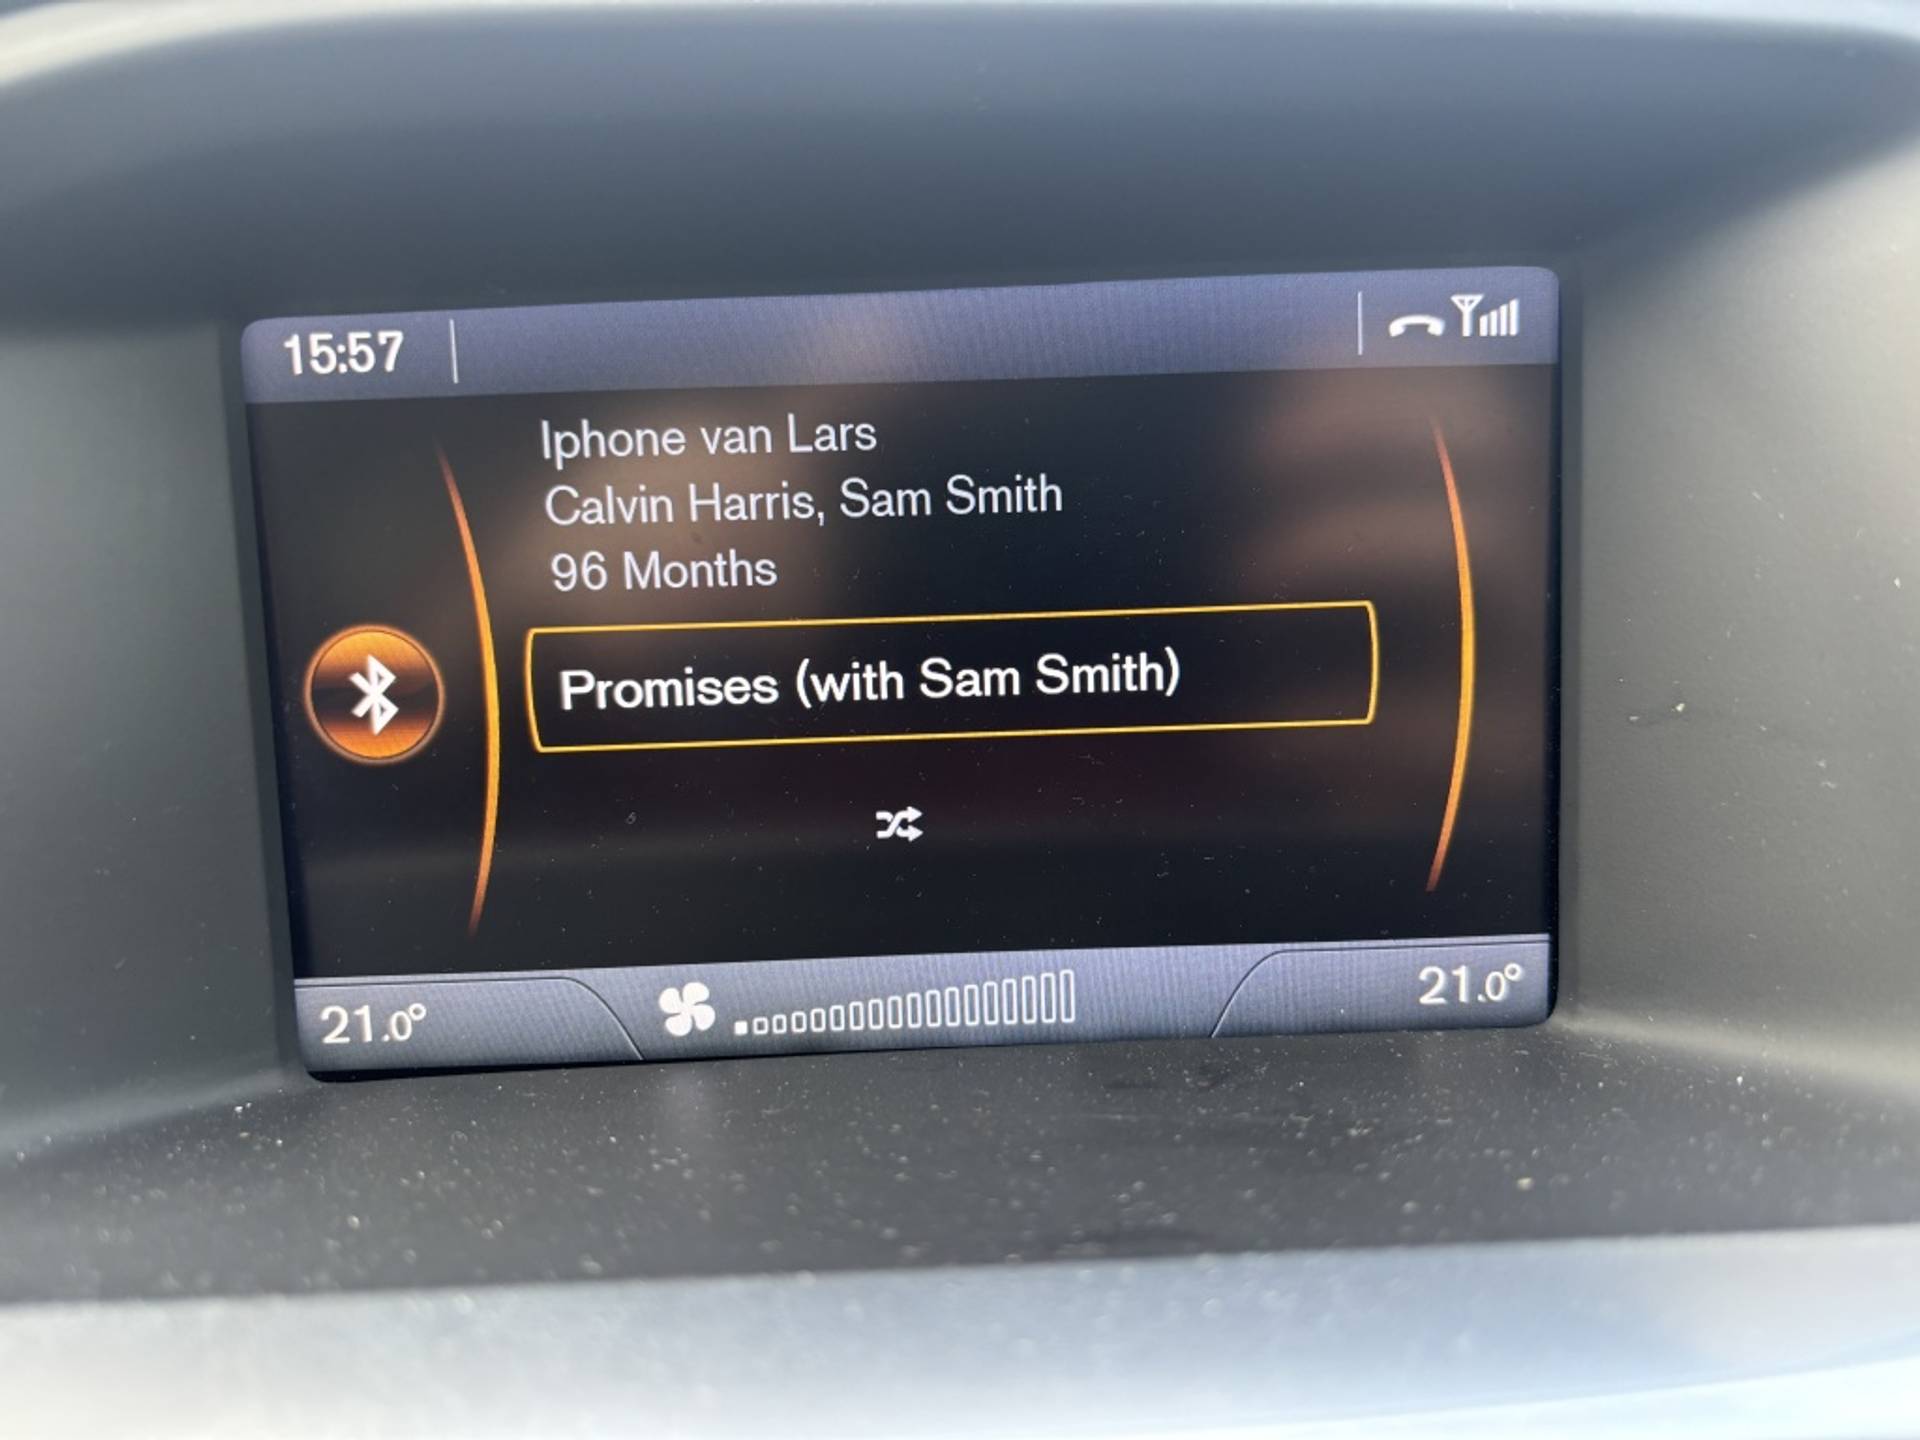 15:57
Iphone van Lars
Calvin Harris, Sam Smith
96 Months
Promises (with Sam Smith)
21.0°
21.0°